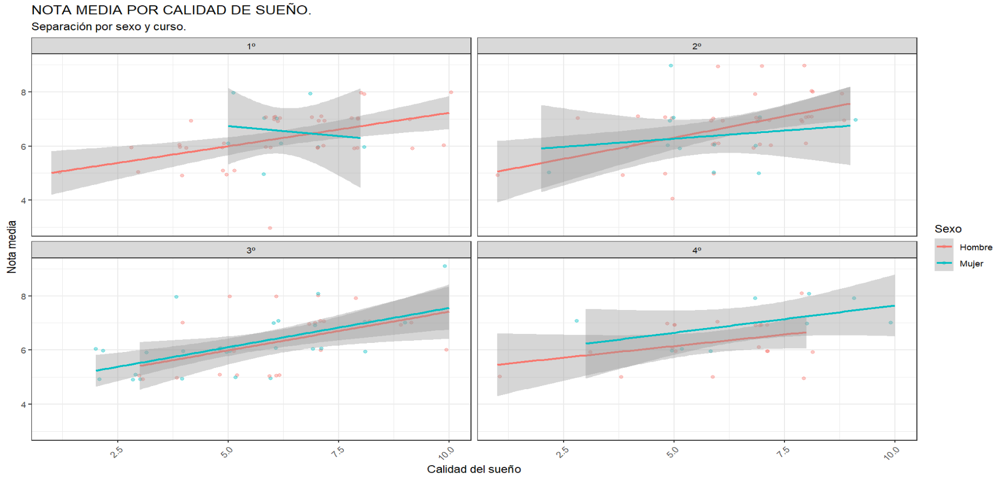 NOTA MEDIA POR CALIDAD DE SUEÑO.
Separación por sexo y curso.
1º
2º
8
6
4
3º
4º
8
6
4
Nota media
2.5
5.0
7.5
10.0
2.5
5.0
7.5
10.0
Calidad del sueño
Sexo
Hombre
Mujer